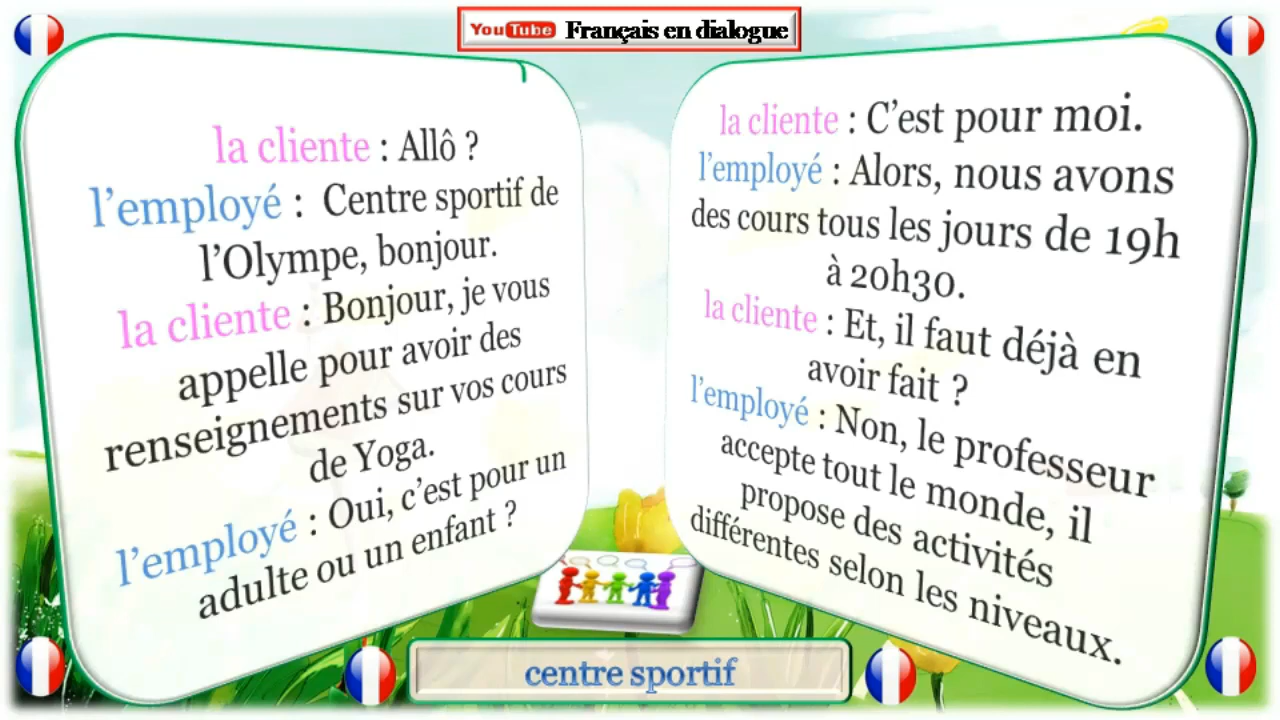 YouTube Français en dialogue
la cliente : Allô ?
l'employé : Centre sportif de
l'Olympe, bonjour.
la cliente : Bonjour, je vous
appelle pour avoir des
renseignements sur vos cours
de Yoga.
l'employé : Oui, c'est pour un
adulte ou un enfant ?
la cliente : C'est pour moi.
l'employé : Alors, nous avons
des cours tous les jours de 19h
à 20h30.
la cliente : Et, il faut déjà en
avoir fait ?
l'employé : Non, le professeur
accepte tout le monde, il
propose des activités
différentes selon les niveaux.
centre sportif